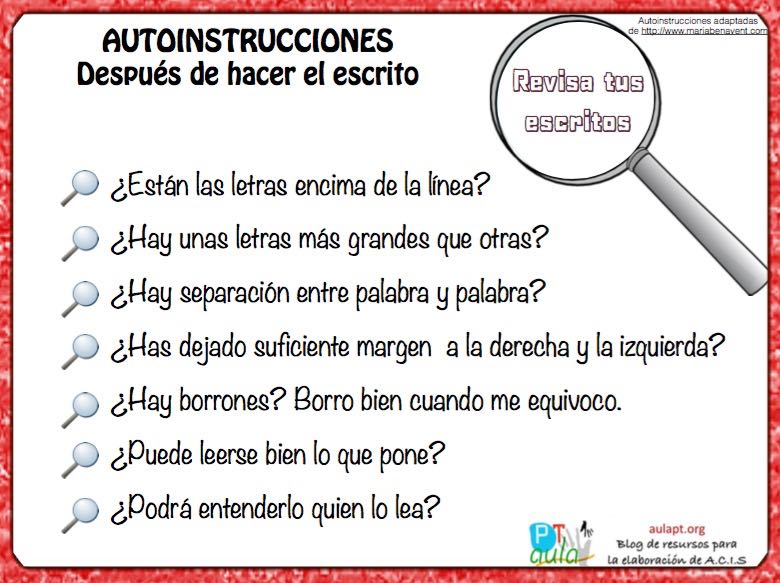 AUTOINSTRUCCIONES
Después de hacer el escrito
Autoinstrucciones adaptadas
de http://www.mariabenavent.com
Revisa tus
escritos
¿Están las letras encima de la línea?
¿Hay unas letras más grandes que otras?
¿Hay separación entre palabra y palabra?
¿Has dejado suficiente margen a la derecha y la izquierda?
¿Hay borrones? Borro bien cuando me equivoco.
¿Puede leerse bien lo que pone?
¿Podrá entenderlo quien lo lea?
PT
aula
aulapt.org
Blog de resursos para
la elaboración de A.C.I.S